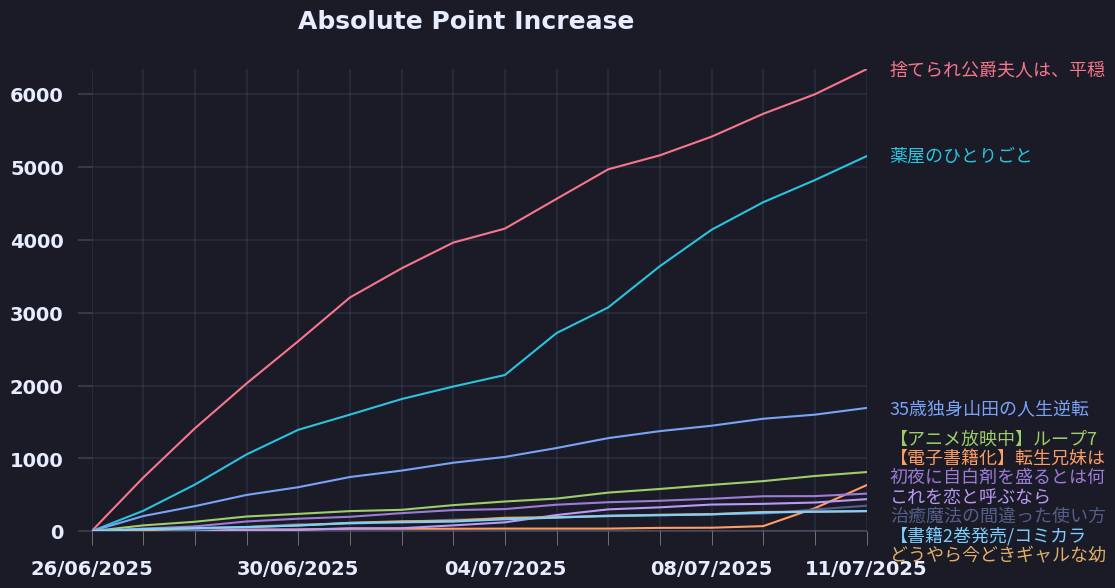 Absolute Point Increase
6000
5000
4000
3000
2000
1000
0
26/06/2025
30/06/2025
04/07/2025
08/07/2025
11/07/2025
捨てられ公爵夫人は、平穏
薬屋のひとりごと
35歳独身山田の人生逆転
【アニメ放映中】ループ7
【電子書籍化】転生兄妹は
初夜に自白剤を盛るとは何
これを恋と呼ぶなら
治癒魔法の間違った使い方
【書籍2巻発売/コミカラ
どうやら今どきギャルな幼